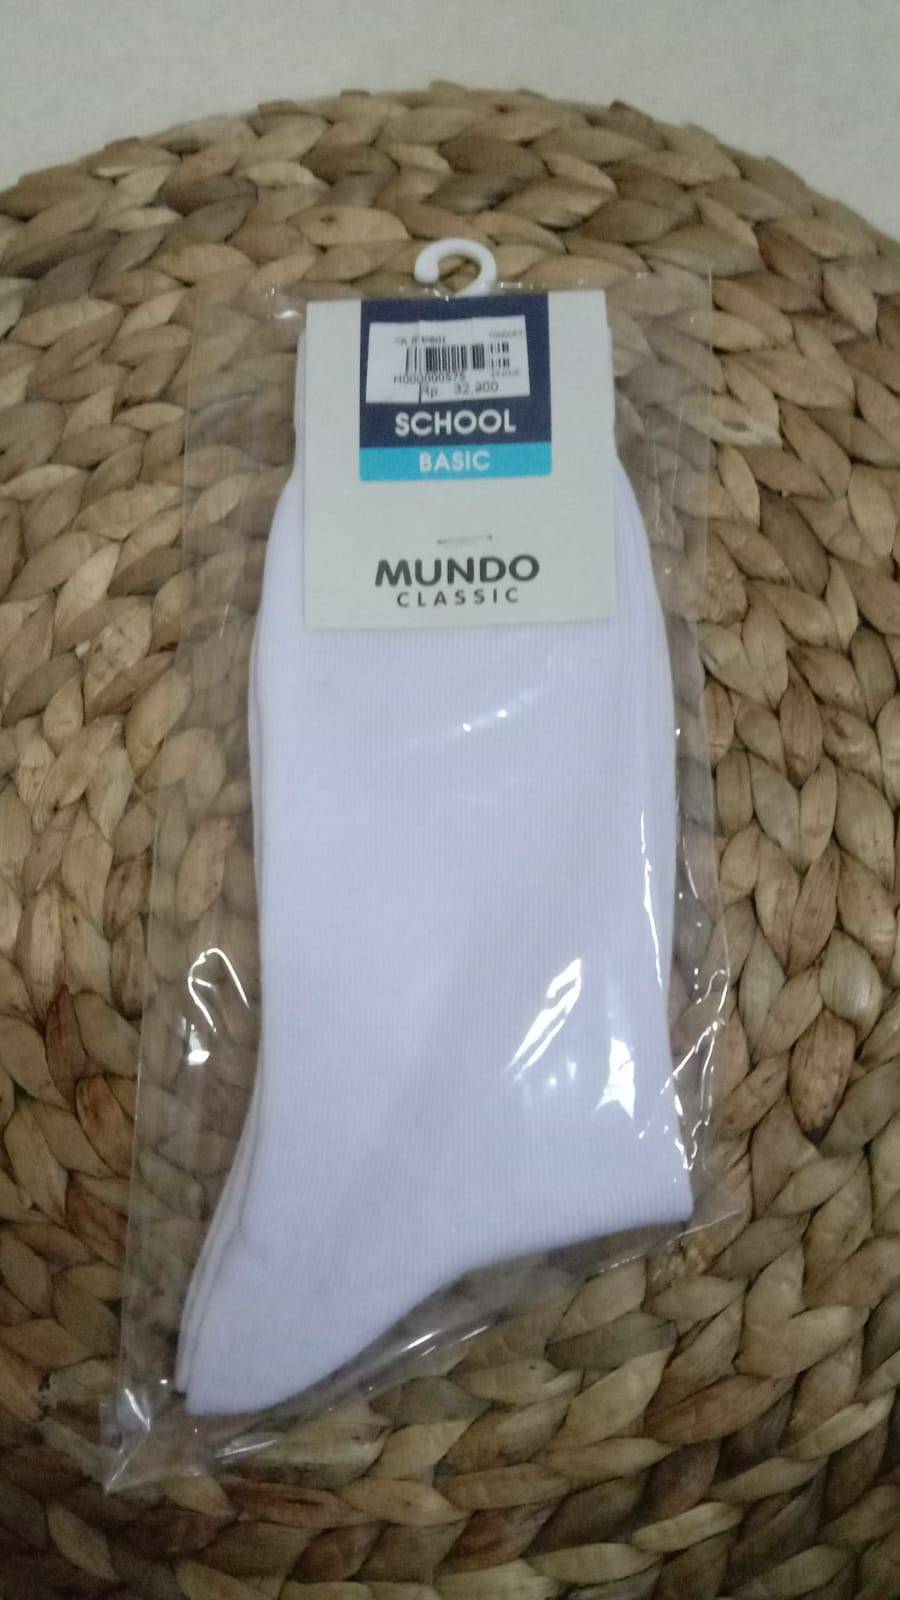 Rp 32,900
SCHOOL
BASIC
MUNDO
CLASSIC